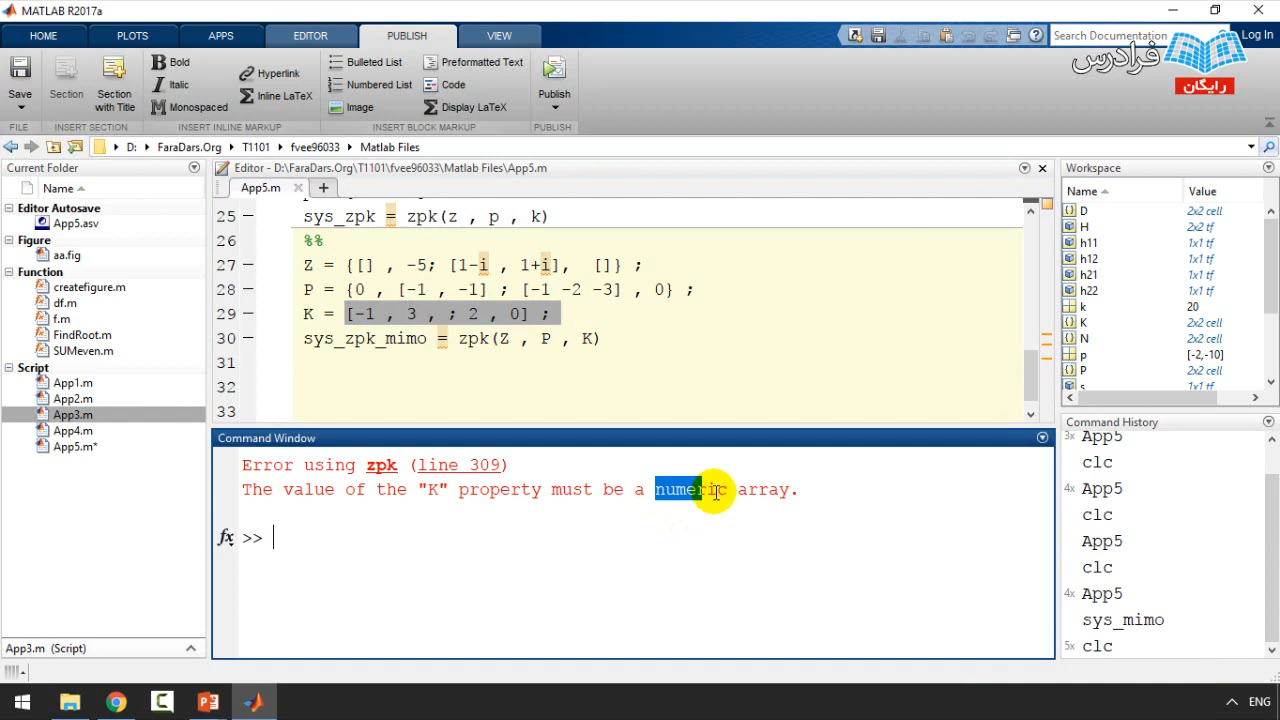 MATLAB R2017a
HOME PLOTS APPS EDITOR PUBLISH VIEW Search Documentation Log In
فرادرس
رایگان
Save Section Section with Title Bold Italic Monospaced Hyperlink Inline LaTeX Bulleted List Numbered List Image Preformatted Text Code Display LaTeX Publish
FILE INSERT SECTION INSERT INLINE MARKUP INSERT BLOCK MARKUP PUBLISH
D: FaraDars.Org T1101 fvee96033 Matlab Files
Current Folder
Name
Editor Autosave
App5.asv
Figure
aa.fig
Function
createfigure.m
df.m
f.m
FindRoot.m
SUMeven.m
Script
App1.m
App2.m
App3.m
App4.m
App5.m*
App3.m (Script)
Editor - D:\FaraDars.Org\T1101\fvee96033\Matlab Files\App5.m
App5.m
25 sys_zpk = zpk(z , p , k)
26 %%
27 Z = {[] , -5; [1-i , 1+i], []} ;
28 P = {0 , [-1 , -1] ; [-1 -2 -3] , 0} ;
29 K = [-1 , 3 , ; 2 , 0] ;
30 sys_zpk_mimo = zpk(Z , P , K)
31
32
33
Command Window
Error using zpk (line 309)
The value of the "K" property must be a numeric array.
fx >>
Workspace
Name Value
D 2x2 cell
H 2x2 tf
h11 1x1 tf
h12 1x1 tf
h21 1x1 tf
h22 1x1 tf
k 20
K 2x2 cell
N 2x2 cell
p [-2,-10]
P 2x2 cell
s 1x1 tf
Command History
3x App5
clc
4x App5
clc
App5
clc
4x App5
sys_mimo
5x clc
ENG